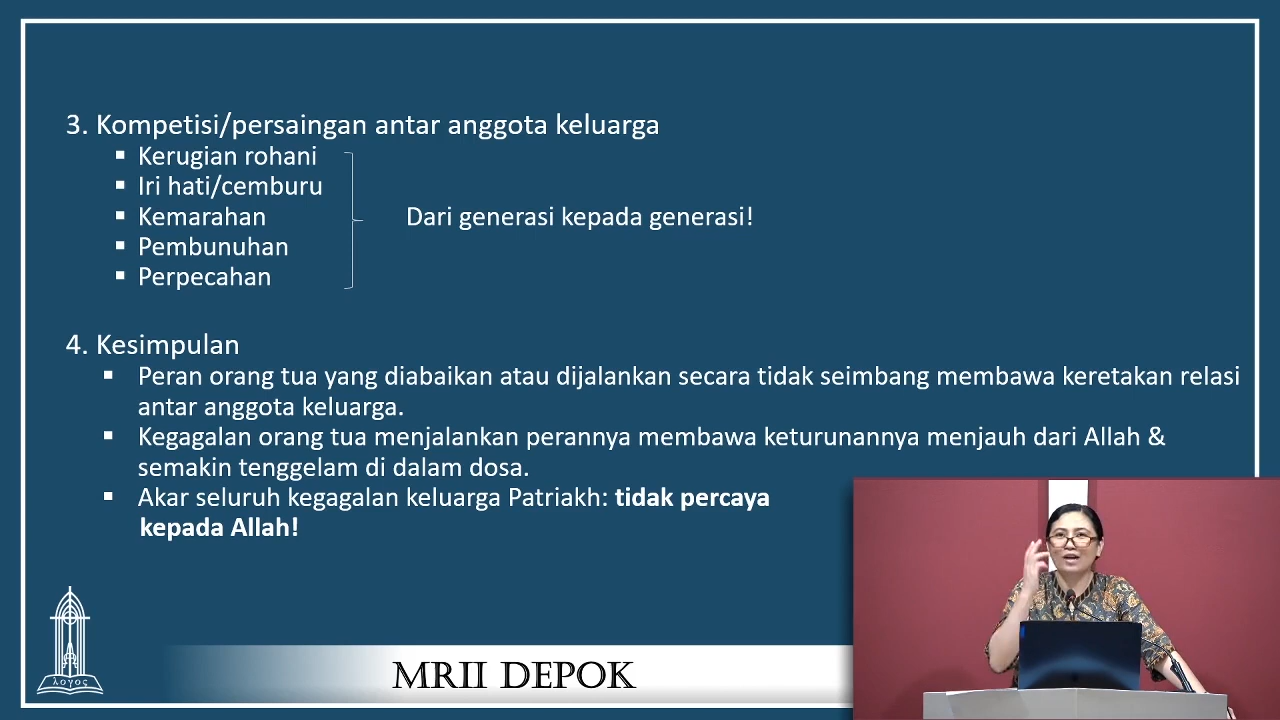 3. Kompetisi/persaingan antar anggota keluarga
▪ Kerugian rohani
▪ Iri hati/cemburu
▪ Kemarahan
Dari generasi kepada generasi!
▪ Pembunuhan
▪ Perpecahan
4. Kesimpulan
▪ Peran orang tua yang diabaikan atau dijalankan secara tidak seimbang membawa keretakan relasi
antar anggota keluarga.
▪ Kegagalan orang tua menjalankan perannya membawa keturunannya menjauh dari Allah &
semakin tenggelam di dalam dosa.
▪ Akar seluruh kegagalan keluarga Patriakh: tidak percaya
kepada Allah!
λογος
MRII DEPOK